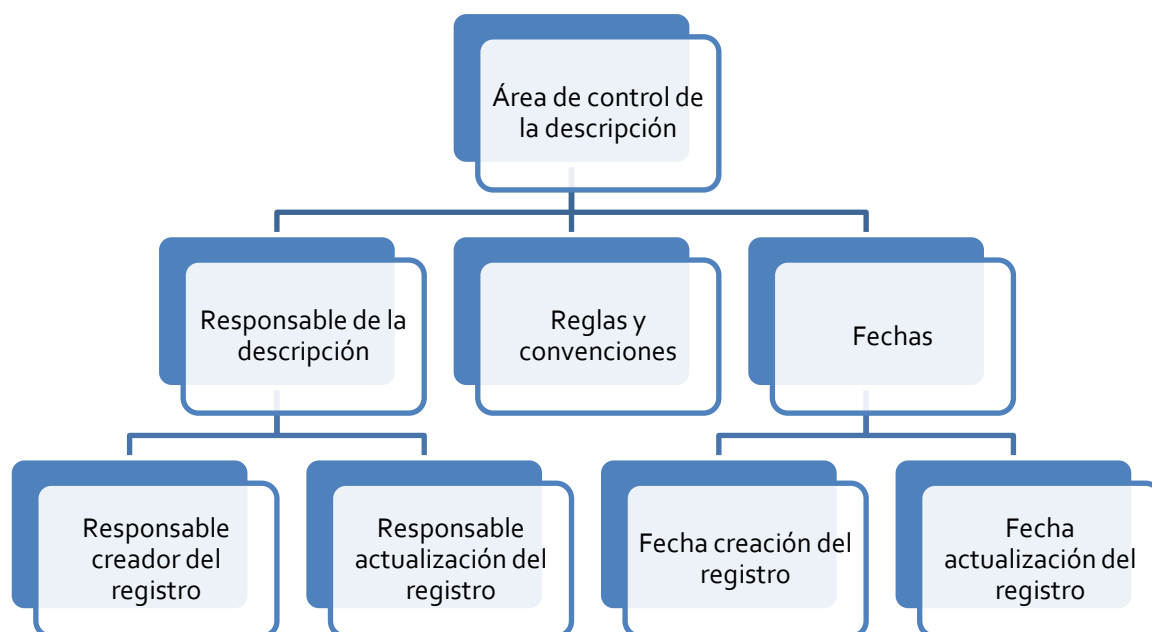 Área de control de
la descripción
Responsable de la
descripción
Reglas y
convenciones
Fechas
Responsable
creador del
registro
Responsable
actualización del
registro
Fecha creación del
registro
Fecha
actualización del
registro